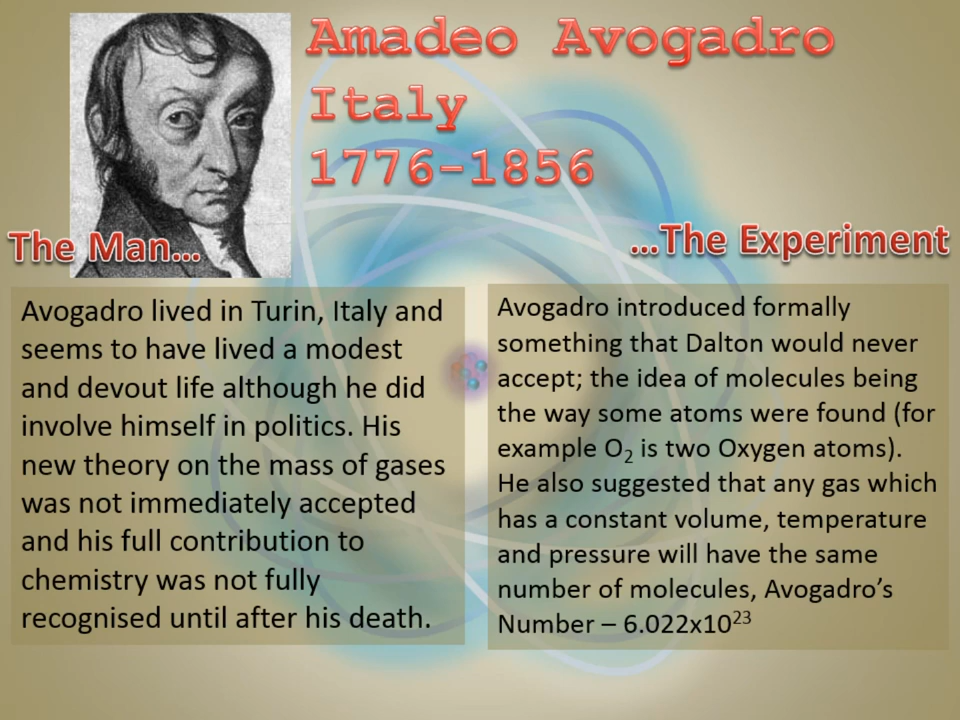 Amadeo Avogadro
Italy
1776-1856
The Man…
…The Experiment
Avogadro lived in Turin, Italy and
seems to have lived a modest
and devout life although he did
involve himself in politics. His
new theory on the mass of gases
was not immediately accepted
and his full contribution to
chemistry was not fully
recognised until after his death.
Avogadro introduced formally
something that Dalton would never
accept; the idea of molecules being
the way some atoms were found (for
example O₂ is two Oxygen atoms).
He also suggested that any gas which
has a constant volume, temperature
and pressure will have the same
number of molecules, Avogadro’s
Number – 6.022x10²³